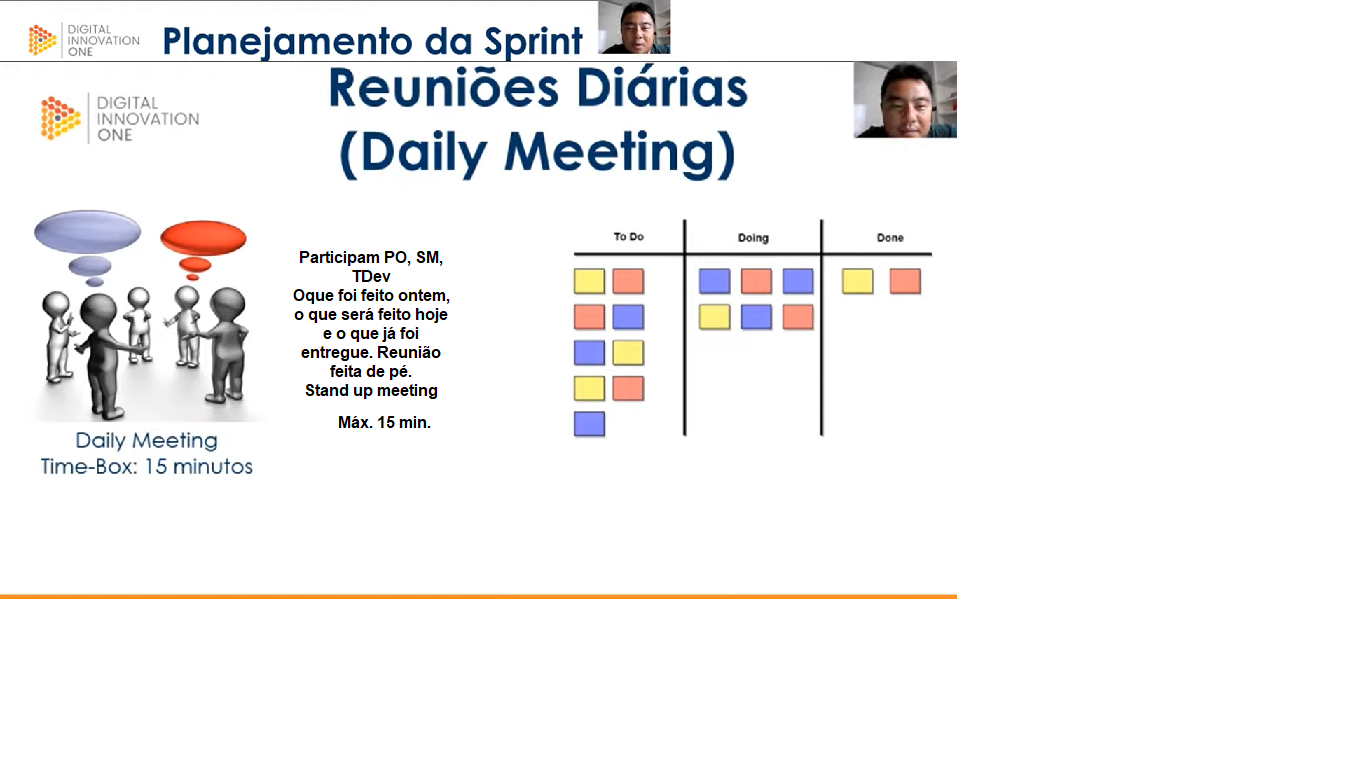 DIGITAL
INNOVATION
ONE
Planejamento da Sprint
DIGITAL
INNOVATION
ONE
Reuniões Diárias
(Daily Meeting)
Participam PO, SM,
TDev
Oque foi feito ontem,
o que será feito hoje
e o que já foi
entregue. Reunião
feita de pé.
Stand up meeting
Máx. 15 min.
Daily Meeting
Time-Box: 15 minutos
To Do
Doing
Done